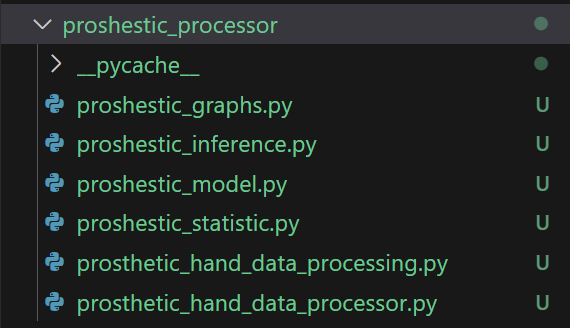 proshestic_processor
__pycache__
proshestic_graphs.py U
proshestic_inference.py U
proshestic_model.py U
proshestic_statistic.py U
prosthetic_hand_data_processing.py U
prosthetic_hand_data_processor.py U